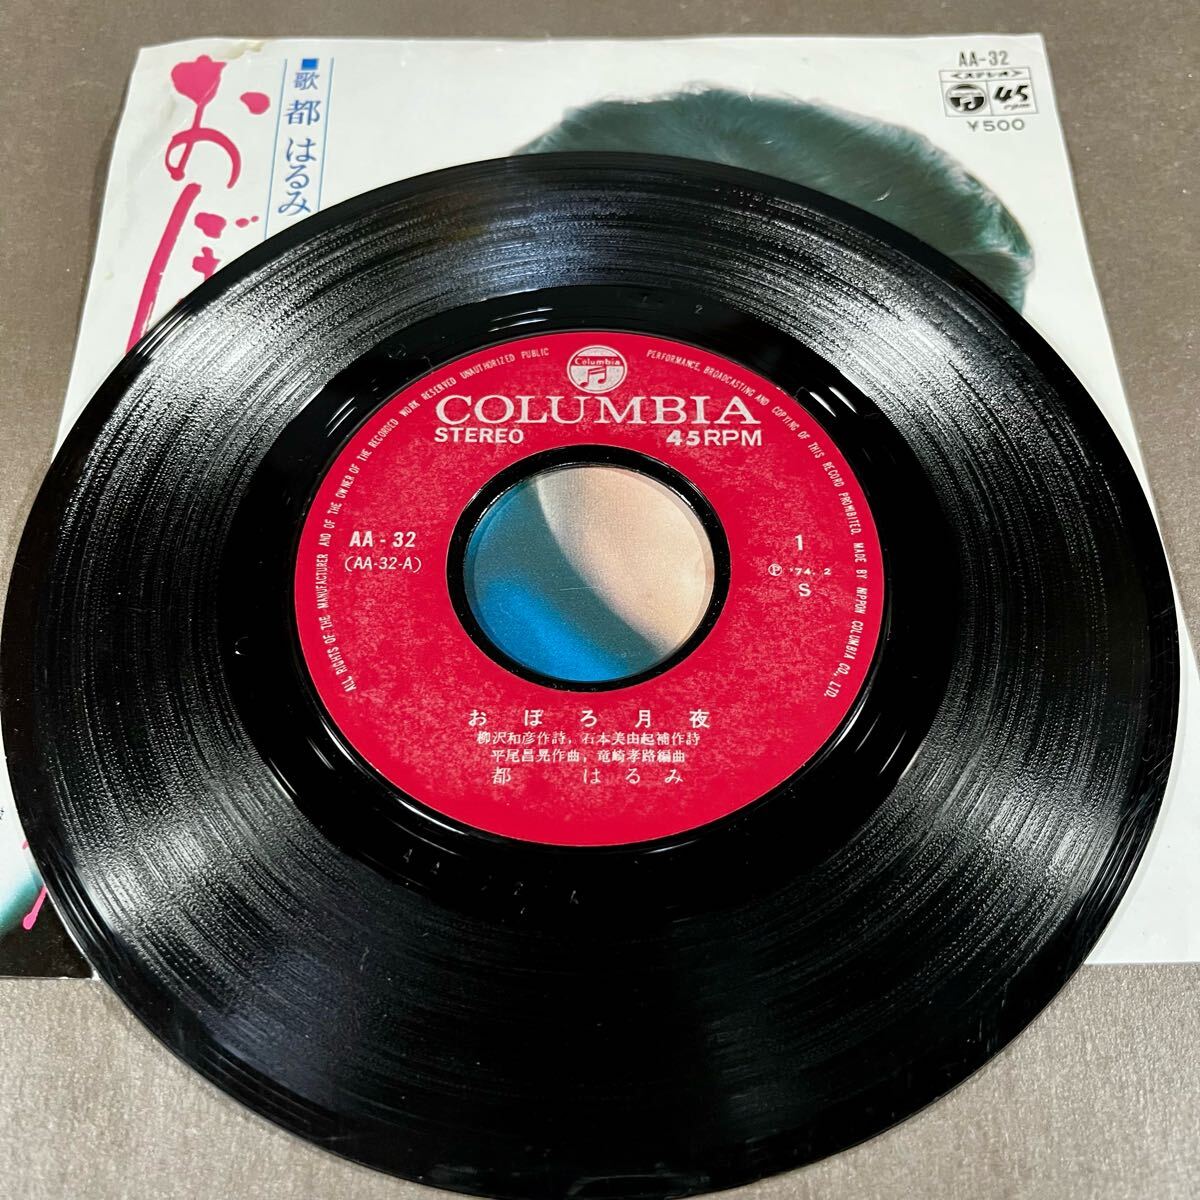 おぼ
■歌 都 はるみ
AA-32
<ステレオ>
45
rpm
¥500
Columbia
COLUMBIA
STEREO 45RPM
AA - 32
(AA-32-A)
1
Ⓟ '74. 2
S
おぼろ月夜
柳沢和彦作詩, 石本美由起補作詩
平尾昌晃作曲, 竜崎孝路編曲
都 はるみ
ALL RIGHTS OF THE MANUFACTURER AND OF THE OWNER OF THE RECORDED WORK RESERVED UNAUTHORIZED PUBLIC PERFORMANCE, BROADCASTING AND COPYING OF THIS RECORD PROHIBITED. MADE BY NIPPON COLUMBIA CO., LTD.
2